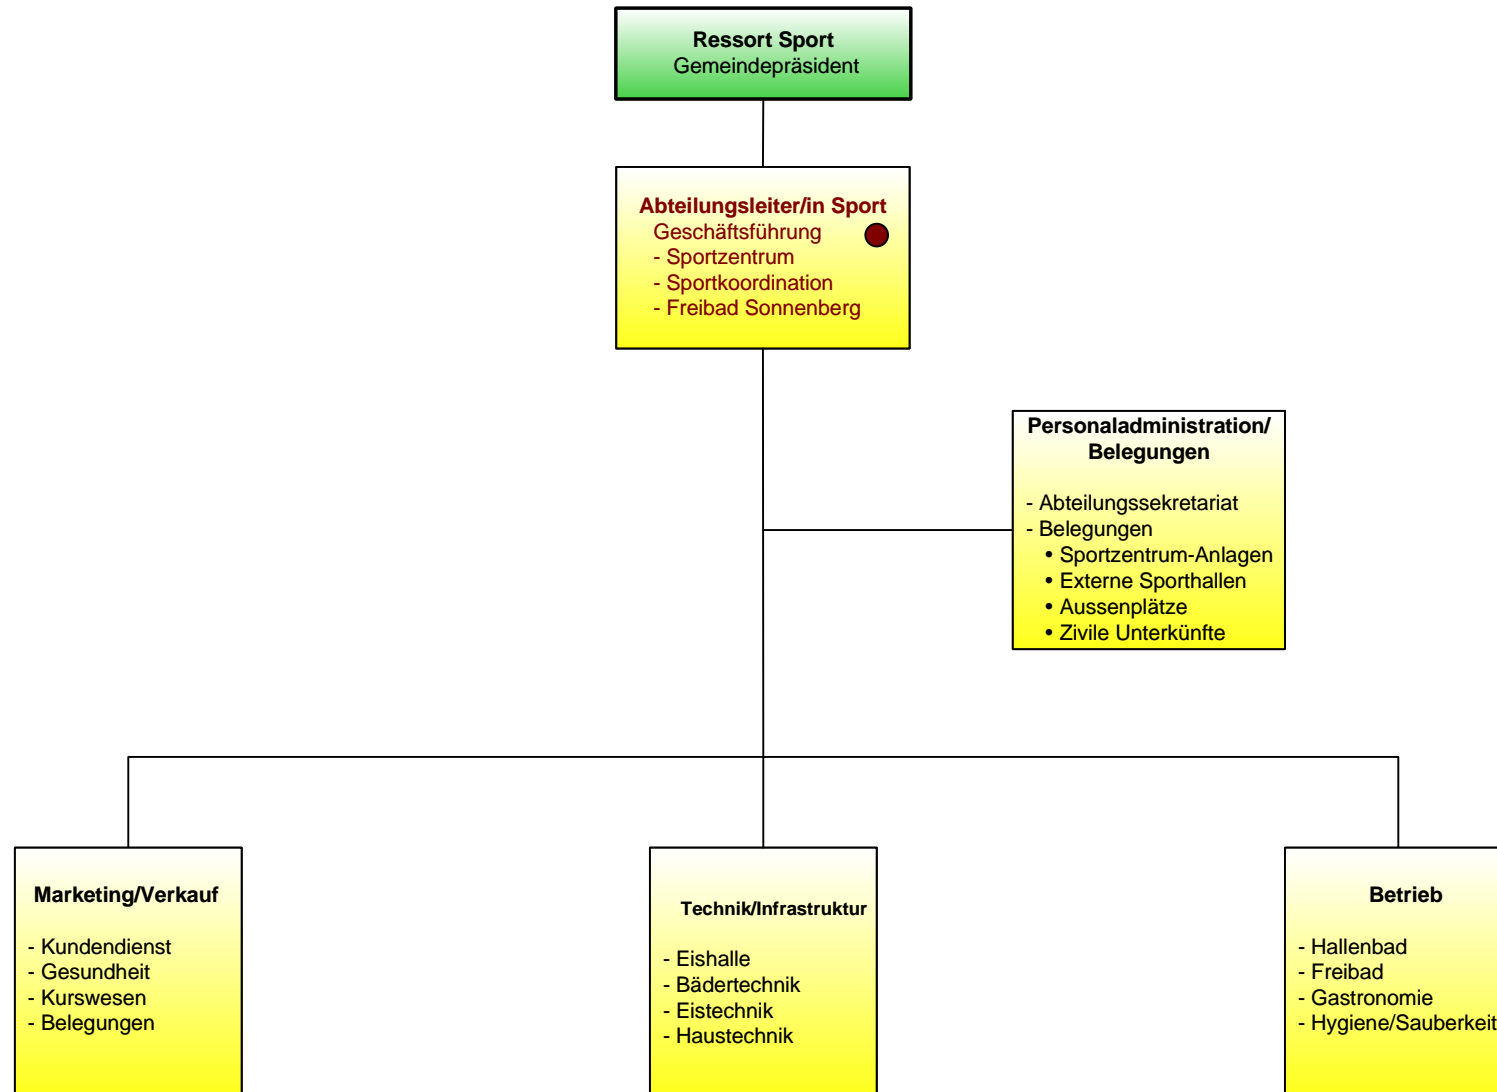 Ressort Sport
Gemeindepräsident
Abteilungsleiter/in Sport
Geschäftsführung
- Sportzentrum
- Sportkoordination
- Freibad Sonnenberg
Personaladministration/
Belegungen
- Abteilungssekretariat
- Belegungen
• Sportzentrum-Anlagen
• Externe Sporthallen
• Aussenplätze
• Zivile Unterkünfte
Marketing/Verkauf
- Kundendienst
- Gesundheit
- Kurswesen
- Belegungen
Technik/Infrastruktur
- Eishalle
- Bädertechnik
- Eistechnik
- Haustechnik
Betrieb
- Hallenbad
- Freibad
- Gastronomie
- Hygiene/Sauberkeit